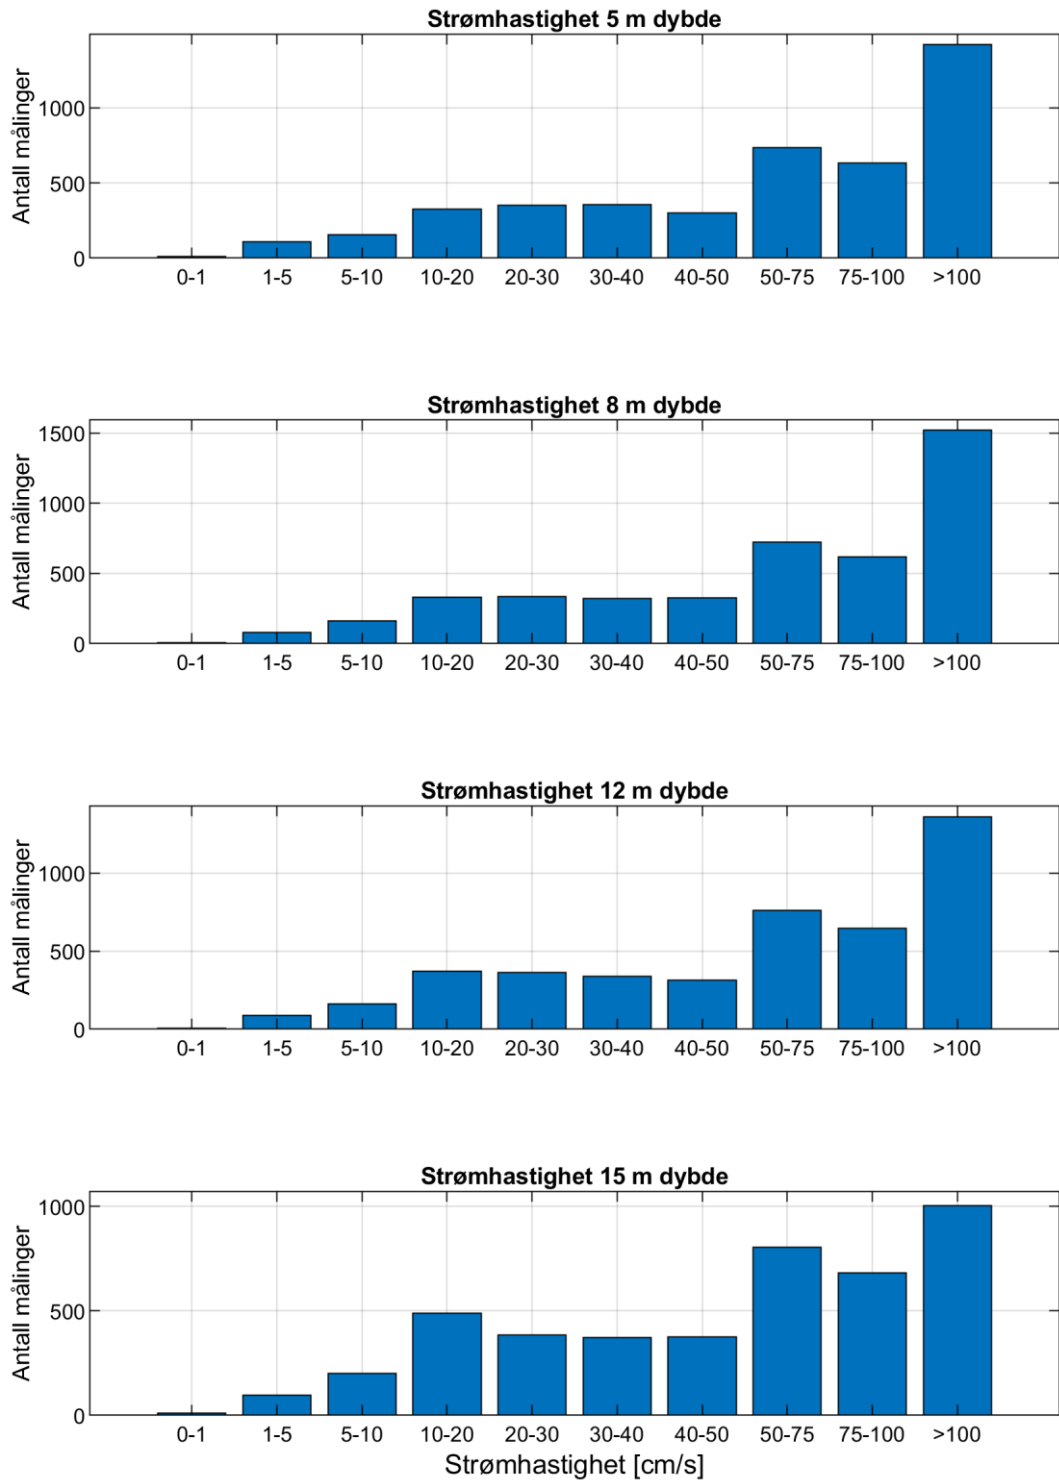 Strømhastighet 5 m dybde
Antall målinger
1000
500
0
0-1 1-5 5-10 10-20 20-30 30-40 40-50 50-75 75-100 >100
Strømhastighet 8 m dybde
Antall målinger
1500
1000
500
0
0-1 1-5 5-10 10-20 20-30 30-40 40-50 50-75 75-100 >100
Strømhastighet 12 m dybde
Antall målinger
1000
500
0
0-1 1-5 5-10 10-20 20-30 30-40 40-50 50-75 75-100 >100
Strømhastighet 15 m dybde
Antall målinger
1000
500
0
0-1 1-5 5-10 10-20 20-30 30-40 40-50 50-75 75-100 >100
Strømhastighet [cm/s]